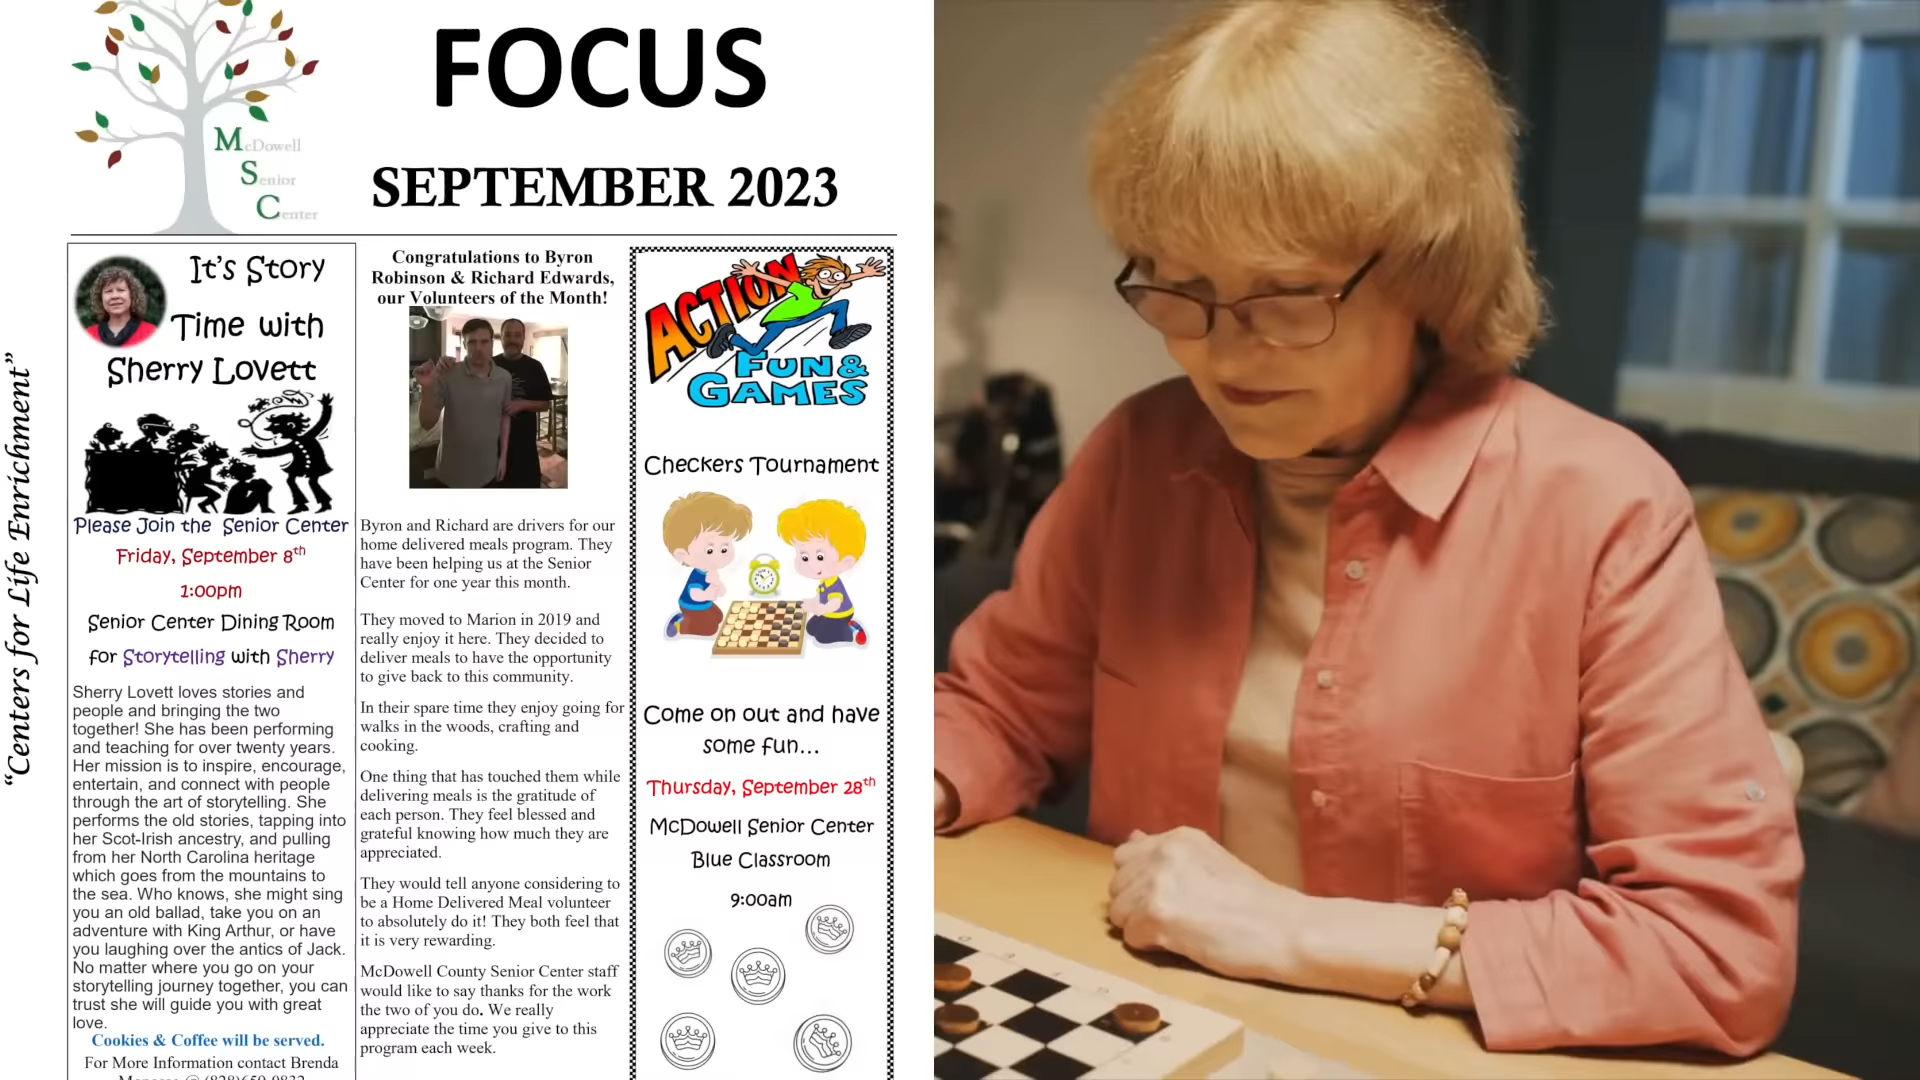 McDowell
Senior
Center
FOCUS
SEPTEMBER 2023
“Centers for Life Enrichment”
It’s Story
Time with
Sherry Lovett
Please Join the Senior Center
Friday, September 8th
1:00pm
Senior Center Dining Room
for Storytelling with Sherry
Sherry Lovett loves stories and
people and bringing the two
together! She has been performing
and teaching for over twenty years.
Her mission is to inspire, encourage,
entertain, and connect with people
through the art of storytelling. She
performs the old stories, tapping into
her Scot-Irish ancestry, and pulling
from her North Carolina heritage
which goes from the mountains to
the sea. Who knows, she might sing
you an old ballad, take you on an
adventure with King Arthur, or have
you laughing over the antics of Jack.
No matter where you go on your
storytelling journey together, you can
trust she will guide you with great
love.
Cookies & Coffee will be served.
For More Information contact Brenda
Congratulations to Byron
Robinson & Richard Edwards,
our Volunteers of the Month!
Byron and Richard are drivers for our
home delivered meals program. They
have been helping us at the Senior
Center for one year this month.
They moved to Marion in 2019 and
really enjoy it here. They decided to
deliver meals to have the opportunity
to give back to this community.
In their spare time they enjoy going for
walks in the woods, crafting and
cooking.
One thing that has touched them while
delivering meals is the gratitude of
each person. They feel blessed and
grateful knowing how much they are
appreciated.
They would tell anyone considering to
be a Home Delivered Meal volunteer
to absolutely do it! They both feel that
it is very rewarding.
McDowell County Senior Center staff
would like to say thanks for the work
the two of you do. We really
appreciate the time you give to this
program each week.
ACTION
FUN &
GAMES
Checkers Tournament
Come on out and have
some fun…
Thursday, September 28th
McDowell Senior Center
Blue Classroom
9:00am